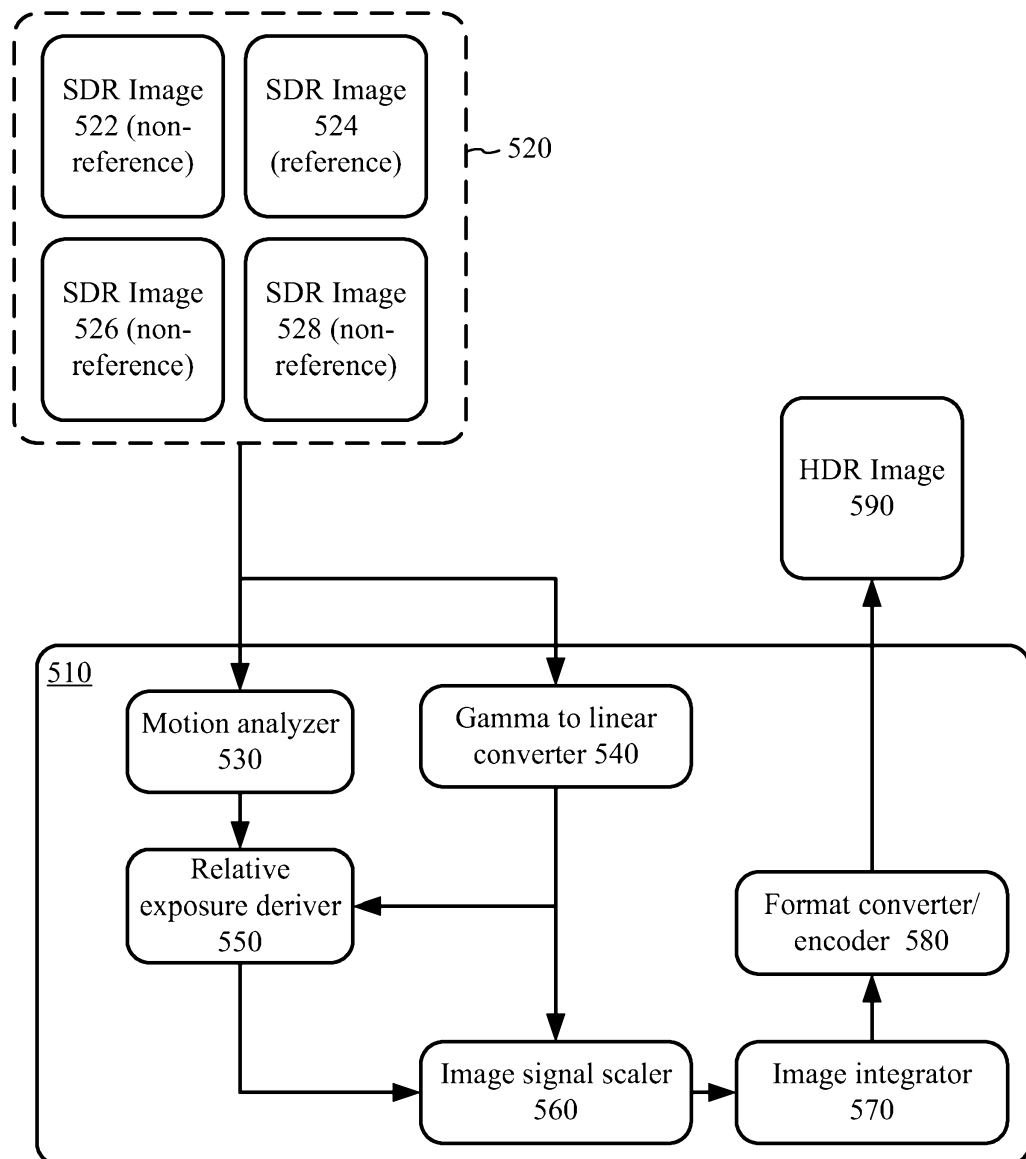 SDR Image
522 (non-
reference)
SDR Image
524
(reference)
520
SDR Image
526 (non-
reference)
SDR Image
528 (non-
reference)
HDR Image
590
510
Motion analyzer
530
Gamma to linear
converter 540
Relative
exposure deriver
550
Format converter/
encoder 580
Image signal scaler
560
Image integrator
570